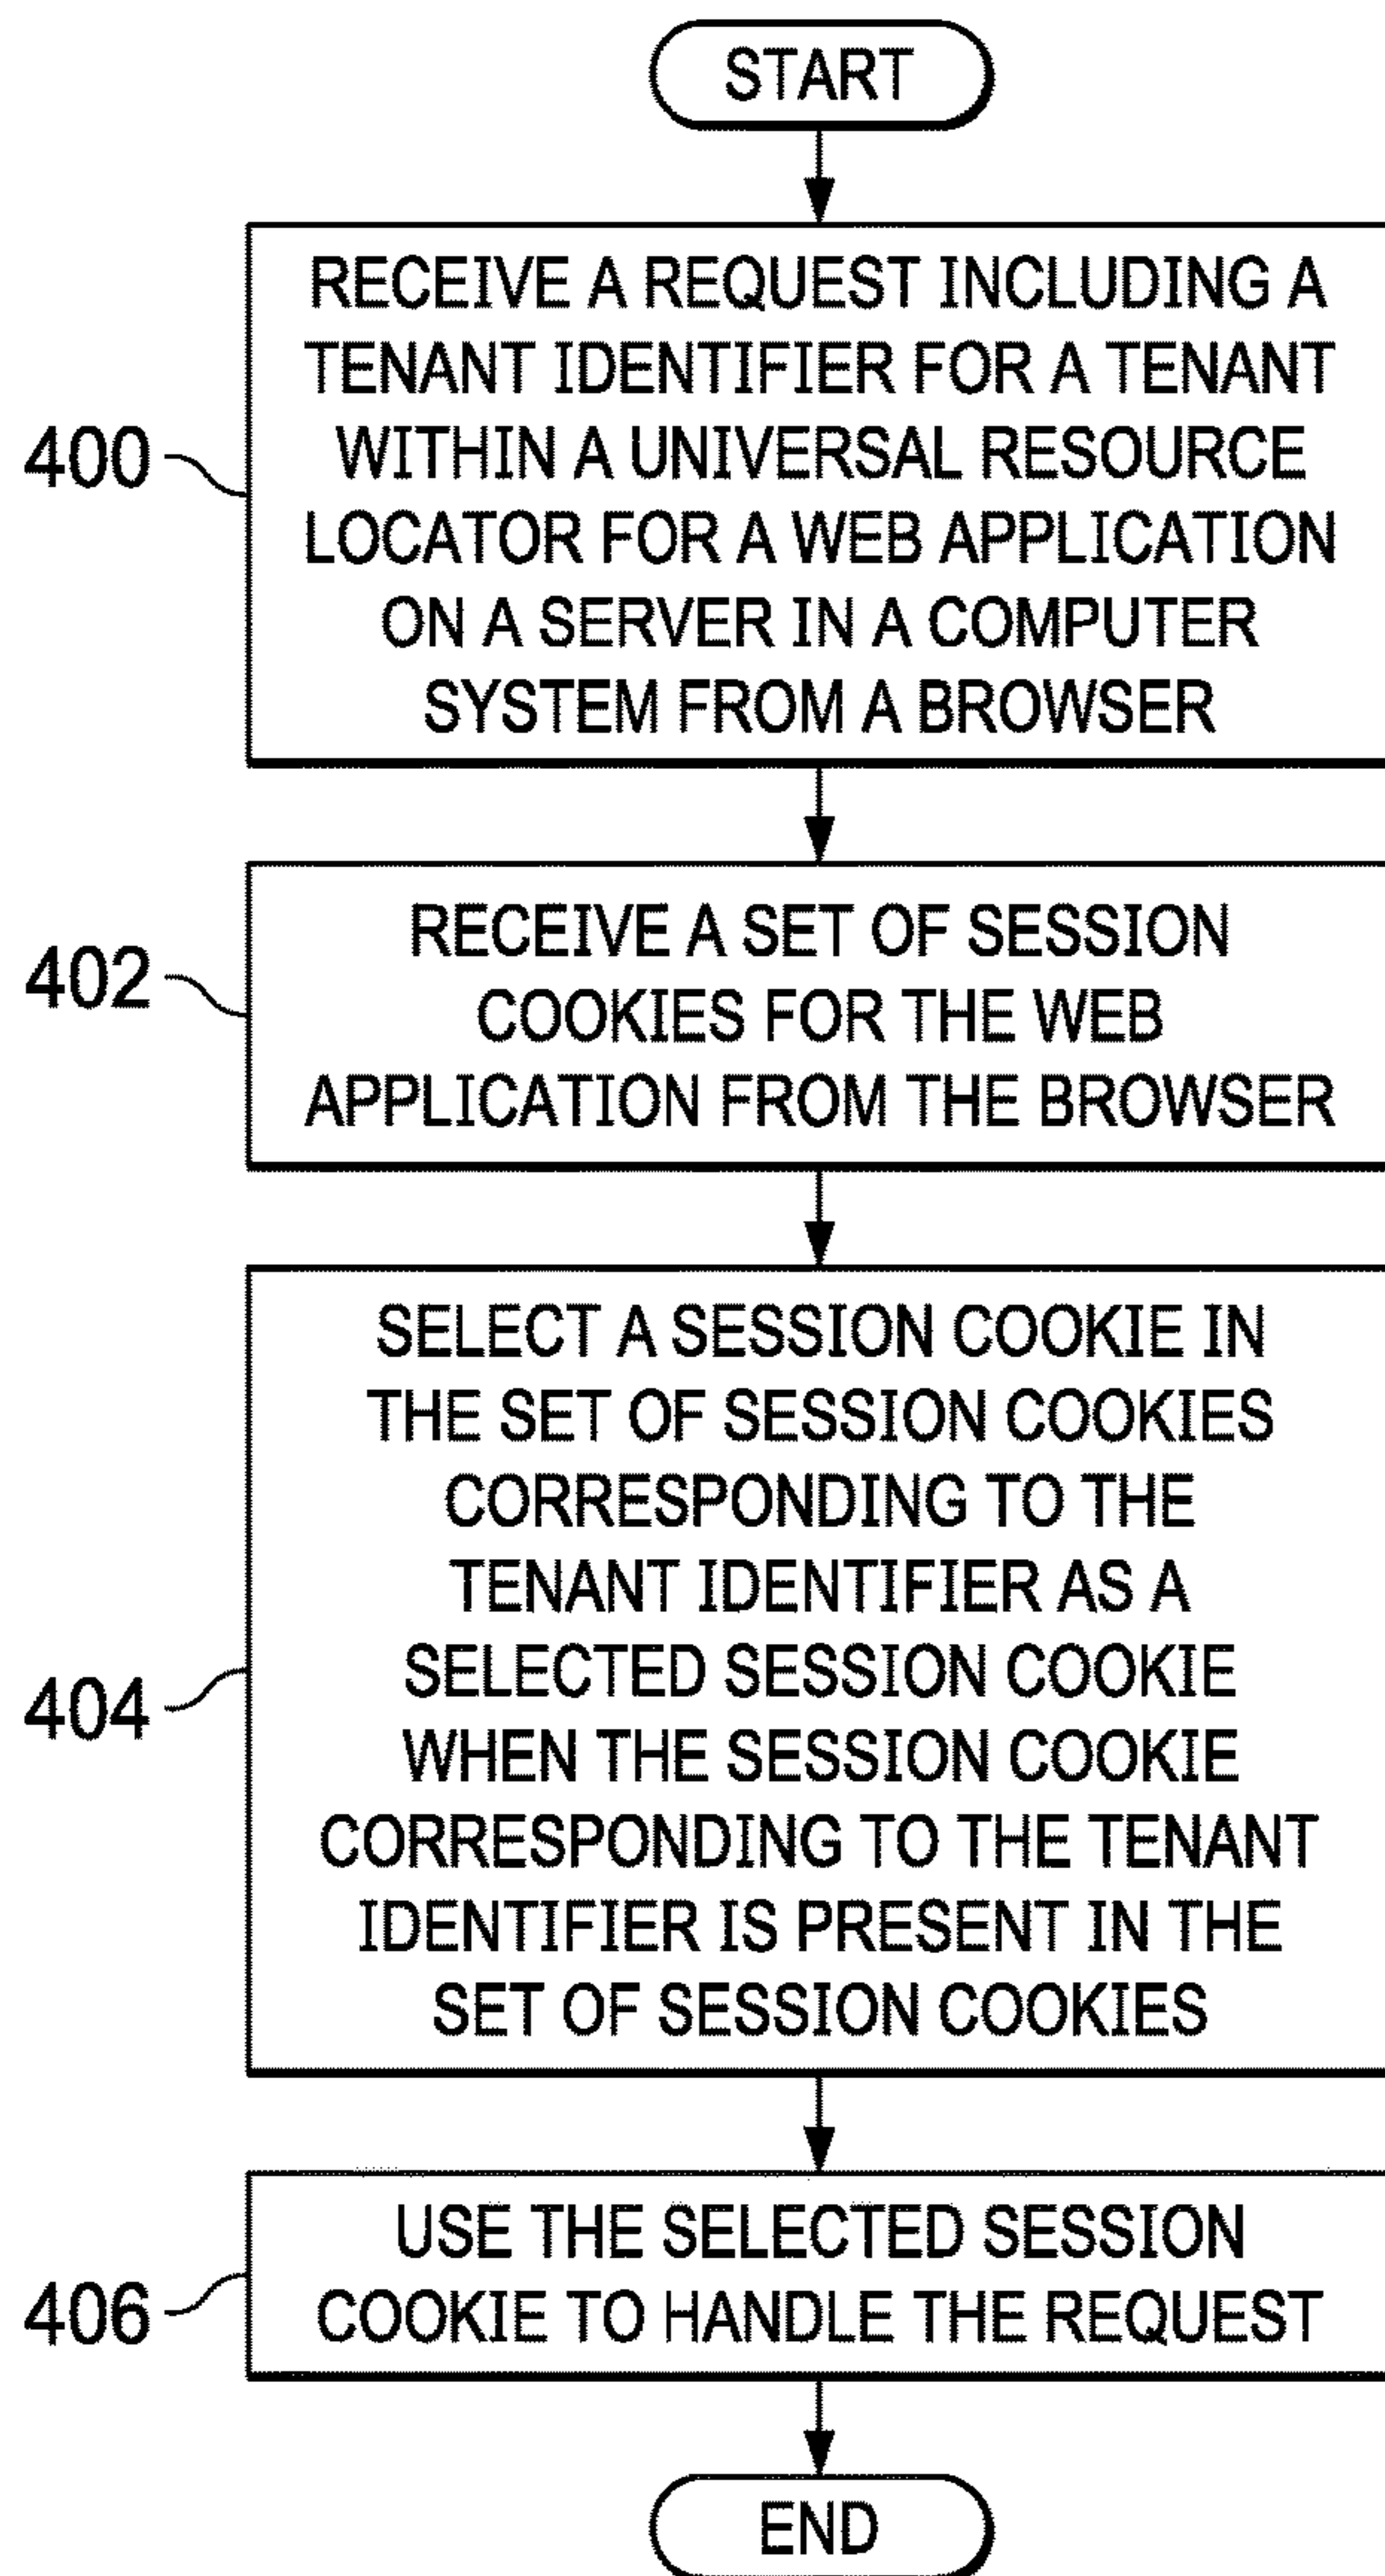 START
RECEIVE A REQUEST INCLUDING A
TENANT IDENTIFIER FOR A TENANT
WITHIN A UNIVERSAL RESOURCE
LOCATOR FOR A WEB APPLICATION
ON A SERVER IN A COMPUTER
SYSTEM FROM A BROWSER
400
RECEIVE A SET OF SESSION
COOKIES FOR THE WEB
APPLICATION FROM THE BROWSER
402
SELECT A SESSION COOKIE IN
THE SET OF SESSION COOKIES
CORRESPONDING TO THE
TENANT IDENTIFIER AS A
SELECTED SESSION COOKIE
WHEN THE SESSION COOKIE
CORRESPONDING TO THE TENANT
IDENTIFIER IS PRESENT IN THE
SET OF SESSION COOKIES
404
USE THE SELECTED SESSION
COOKIE TO HANDLE THE REQUEST
406
END